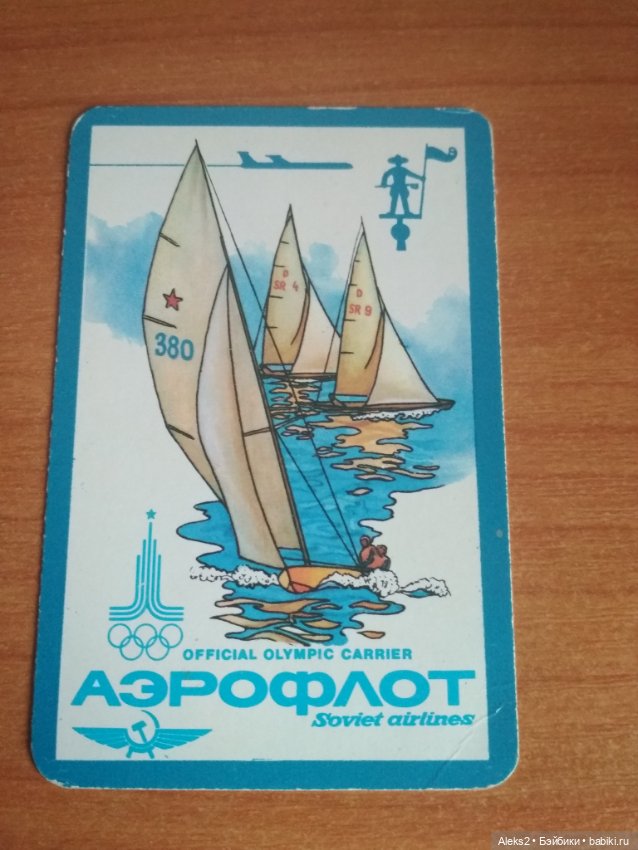 D
SR 4
D
SR 9
380
OFFICIAL OLYMPIC CARRIER
АЭРОФЛОТ
Soviet airlines
Aleks2 • Бэйбики • babiki.ru